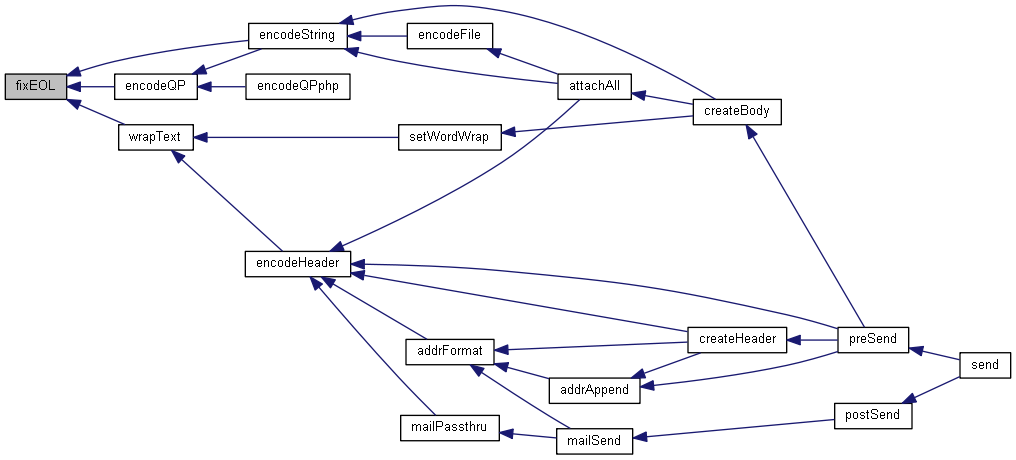 encodeString
encodeFile
fixEOL
encodeQP
encodeQPphp
attachAll
createBody
wrapText
setWordWrap
encodeHeader
createHeader
preSend
addrFormat
send
addrAppend
mailPassthru
postSend
mailSend